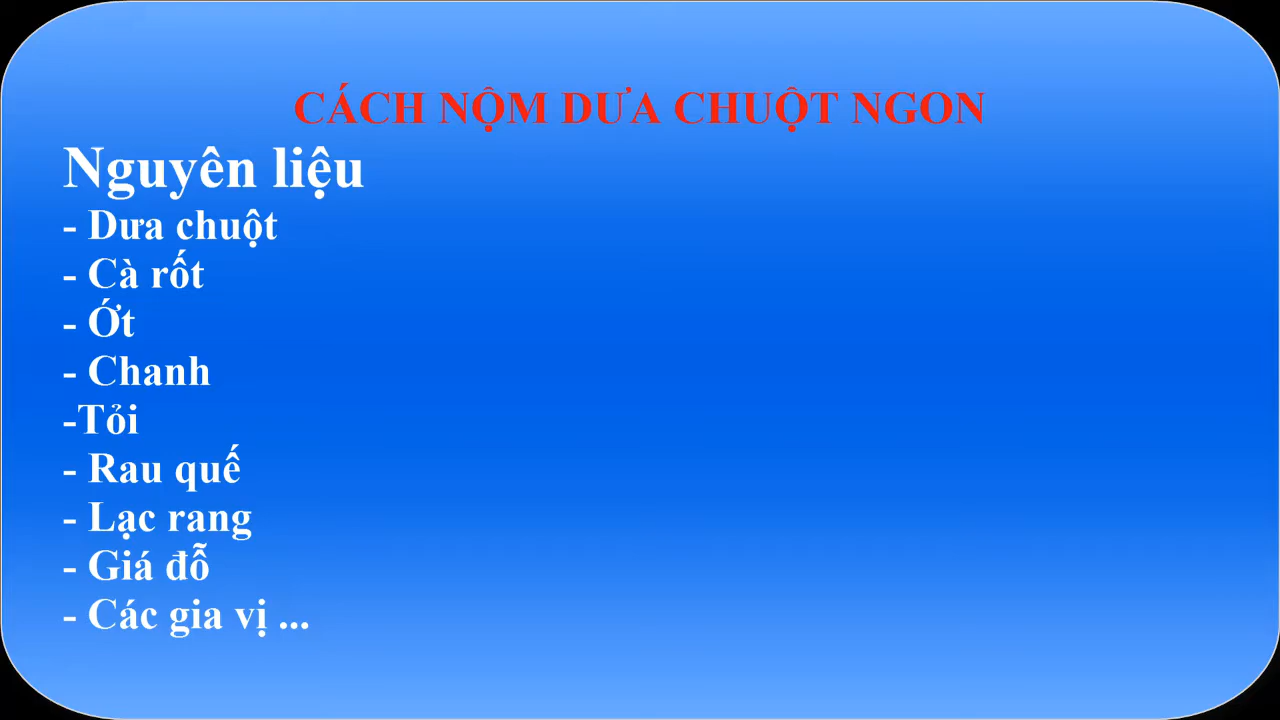 CÁCH NỘM DƯA CHUỘT NGON
Nguyên liệu
- Dưa chuột
- Cà rốt
- Ớt
- Chanh
-Tỏi
- Rau quế
- Lạc rang
- Giá đỗ
- Các gia vị ...